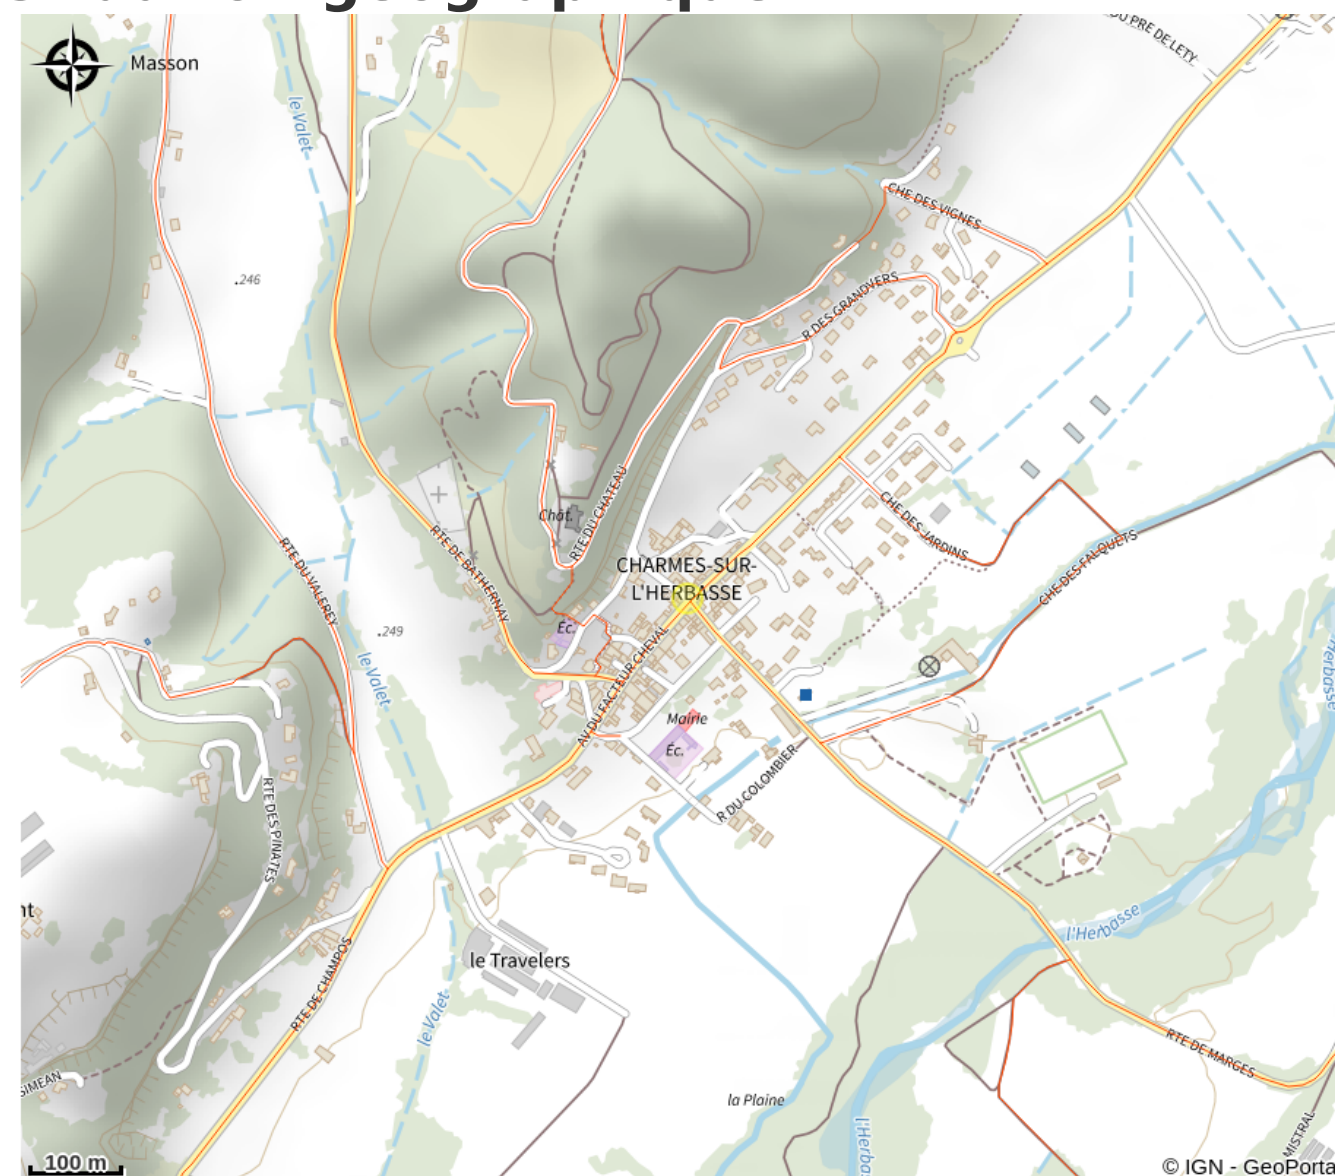 Masson
DU PRE DE LETY
le Valet
CHE DES VIGNES
.246
R DES GRANDVERS
RTE DU CHATEAU
Chât.
CHE DES JARDINS
RTE DE BATHERNAY
RTE DU VALEREY
CHARMES-SUR-
L'HERBASSE
CHE DES FALQUETS
Éc.
.249
AV DU FACTEUR CHEVAL
le Valet
Herbasse
Mairie
Éc.
R DU COLOMBIER
RTE DES PINATES
nt
l'Herbasse
le Travelers
RTE DE CHAMPOS
le Valet
RTE DE MARGES
SIMEAN
la Plaine
l'Herba
MISTRAL
100 m
© IGN - GeoPorta